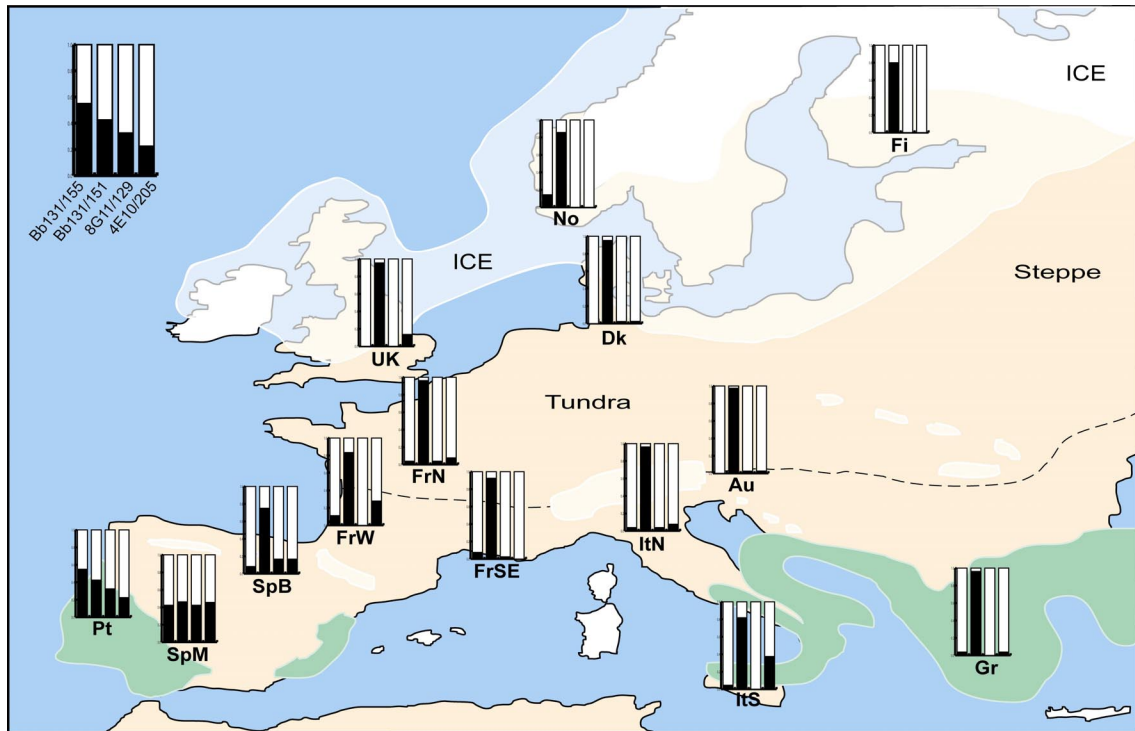 Bb131/155
Bb131/151
8G11/129
4E10/205
ICE
Fi
No
ICE
Steppe
UK
Dk
Tundra
FrN
Au
FrW
ItN
FrSE
SpB
Pt
SpM
Gr
ItS